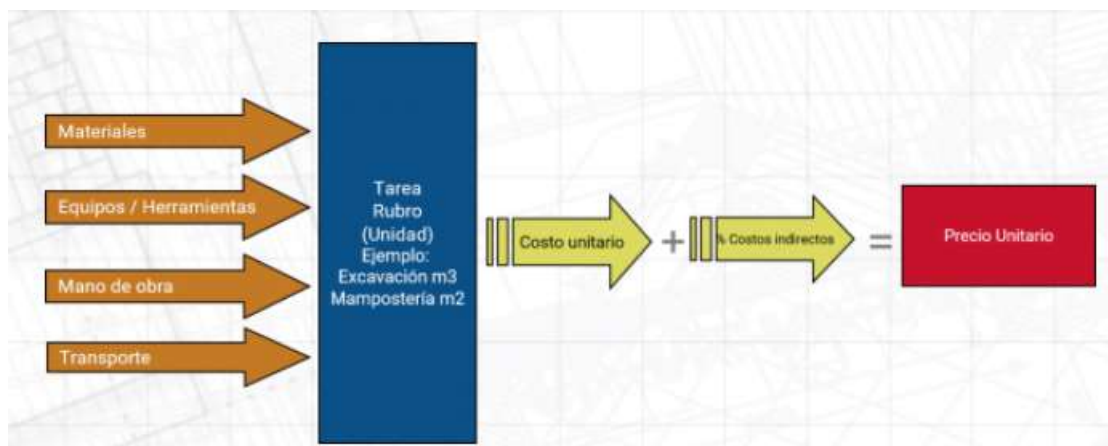 Materiales
Equipos / Herramientas
Mano de obra
Transporte
Tarea
Rubro
(Unidad)
Ejemplo:
Excavación m3
Mampostería m2
Costo unitario
+
% Costos indirectos
=
Precio Unitario